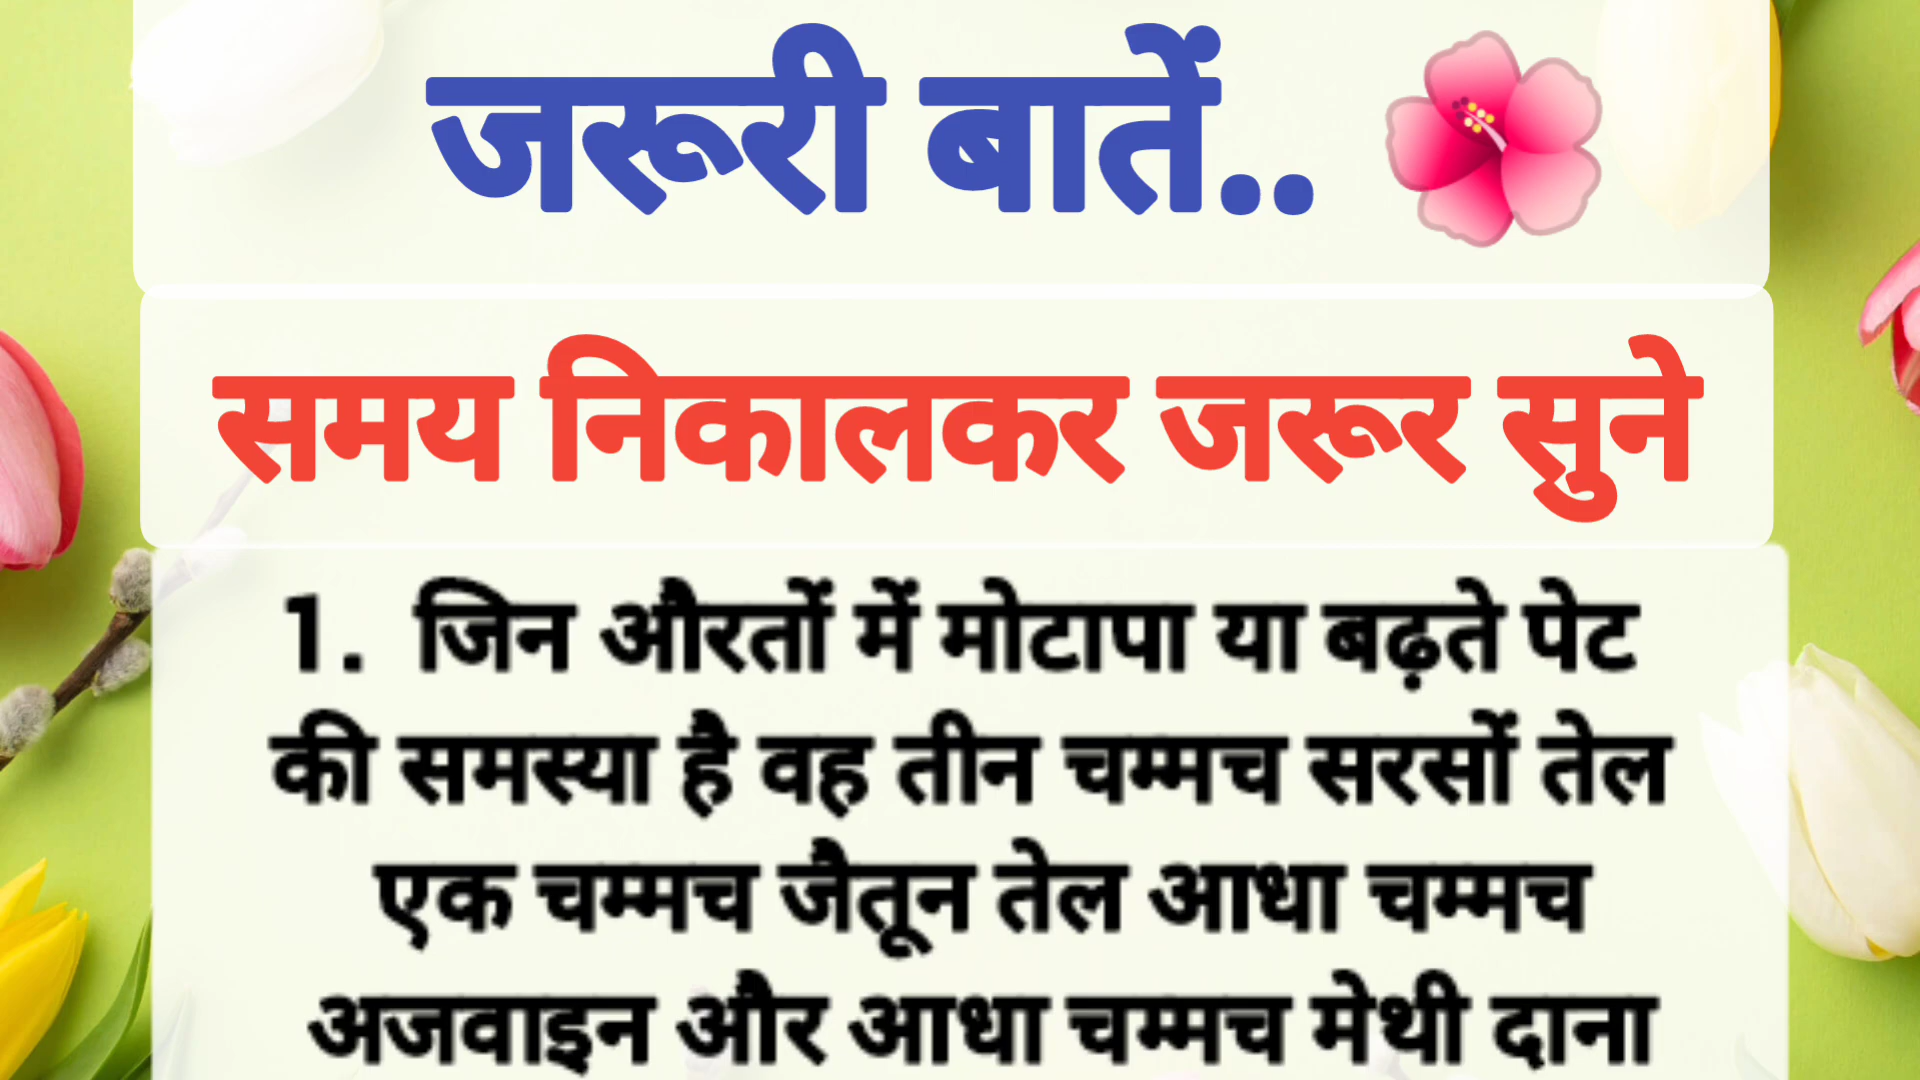 जरूरी बातें.. 🌺
समय निकालकर जरूर सुने
1. जिन औरतों में मोटापा या बढ़ते पेट
की समस्या है वह तीन चम्मच सरसों तेल
एक चम्मच जैतून तेल आधा चम्मच
अजवाइन और आधा चम्मच मेथी दाना